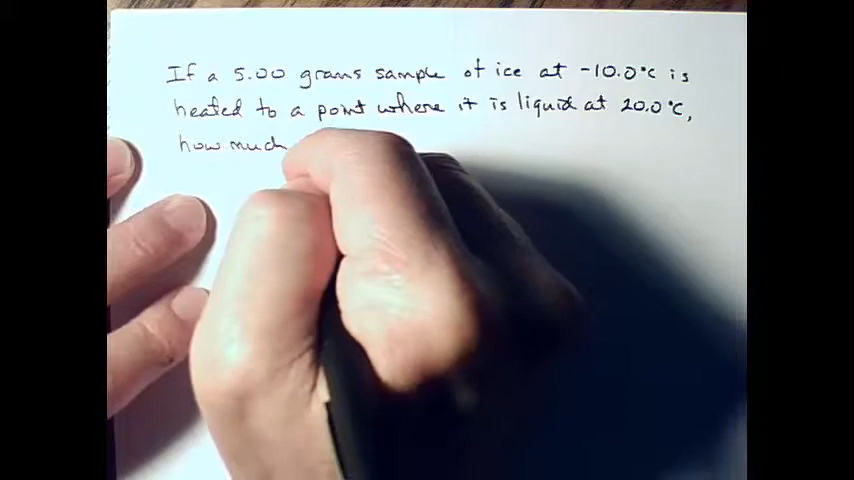 If a 5.00 grams sample of ice at -10.0°C is
heated to a point where it is liquid at 20.0°C,
how much